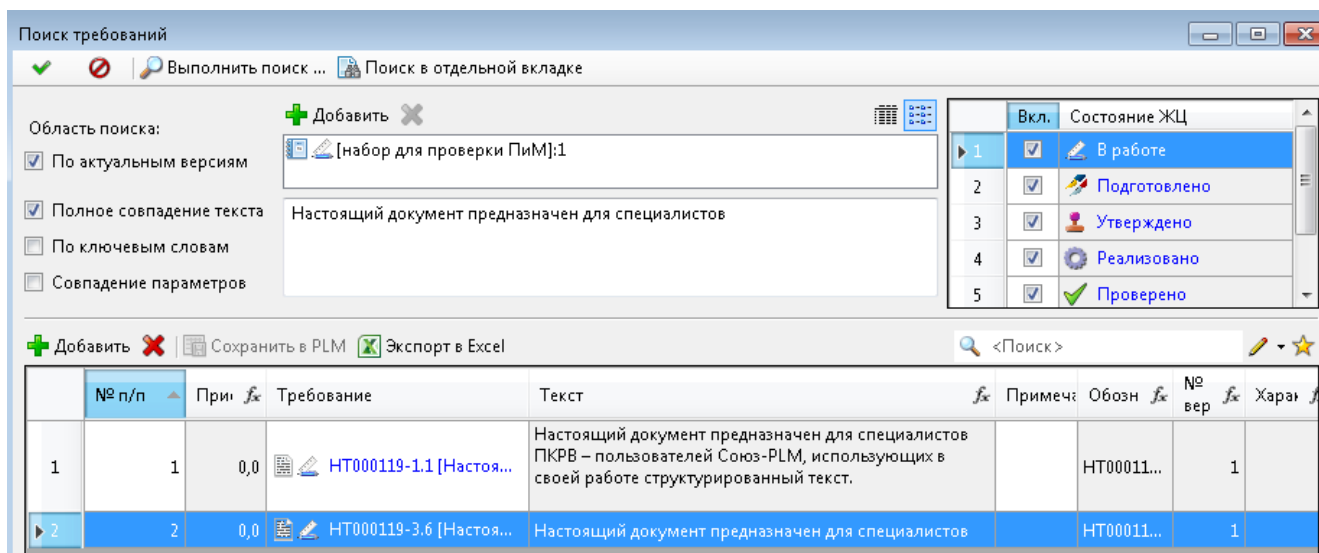 Поиск требований
Выполнить поиск ... Поиск в отдельной вкладке
Область поиска:
По актуальным версиям
Полное совпадение текста
По ключевым словам
Совпадение параметров
Добавить
[набор для проверки ПиМ]:1
Настоящий документ предназначен для специалистов
Вкл. Состояние ЖЦ
1 В работе
2 Подготовлено
3 Утверждено
4 Реализовано
5 Проверено
Добавить Сохранить в PLM Экспорт в Excel <Поиск>
№ п/п При fx Требование Текст fx Примеча Обозн fx № вер fx Харак
1 1 0,0 НТ000119-1.1 [Настоя... Настоящий документ предназначен для специалистов
ПКРВ – пользователей Союз-PLM, использующих в
своей работе структурированный текст. НТ00011... 1
2 2 0,0 НТ000119-3.6 [Настоя... Настоящий документ предназначен для специалистов НТ00011... 1